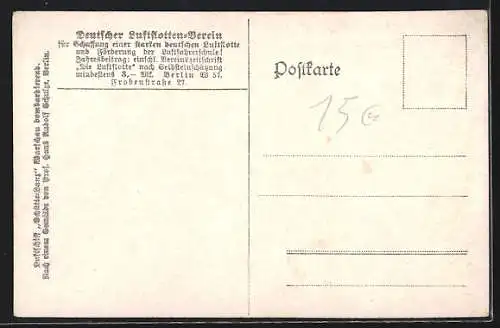 Deutscher Luftflotten-Verein
für Schaffung einer starken deutschen Luftflotte
und Förderung der Luftfahrerschule!
Jahresbeitrag: einschl. Vereinszeitschrift
„Die Luftflotte“ nach Selbsteinschätzung
mindestens 3,— Mk. Berlin W 57,
Frobenstraße 27.
Postkarte
15€
Luftschiff „Schütte-Lanz“ Warschau bombardierend.
Nach einem Gemälde von Prof. Hans Rudolf Schulze, Berlin.